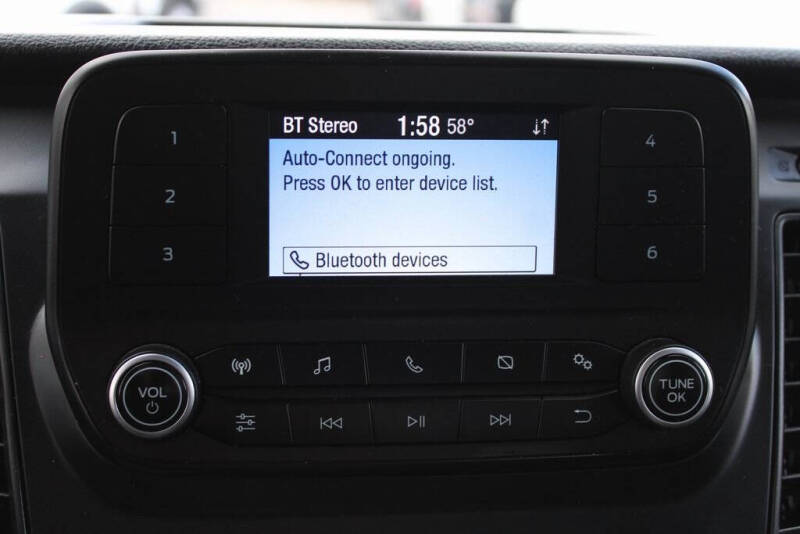 BT Stereo 1:58 58°
Auto-Connect ongoing.
Press OK to enter device list.
Bluetooth devices
1
2
3
4
5
6
VOL
TUNE
OK